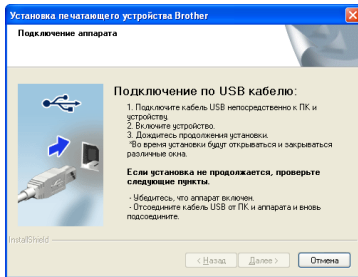 Установка печатающего устройства Brother
Подключение аппарата
Подключение по USB кабелю:
1. Подключите кабель USB непосредственно к ПК и
устройству.
2. Включите устройство.
3. Дождитесь продолжения установки.
*Во время установки будут открываться и закрываться
различные окна.
Если установка не продолжается, проверьте
следующие пункты.
- Убедитесь, что аппарат включен.
- Отсоедините кабель USB от ПК и аппарата и вновь
подсоедините.
InstallShield
< Назад Далее > Отмена